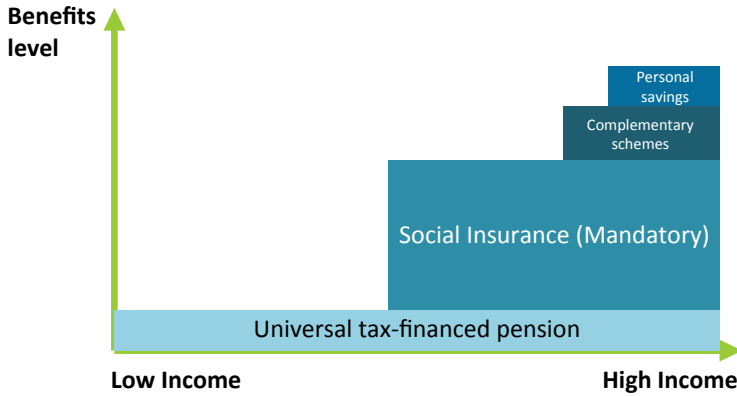 Benefits
level
Personal
savings
Complementary
schemes
Social Insurance (Mandatory)
Universal tax-financed pension
Low Income
High Income